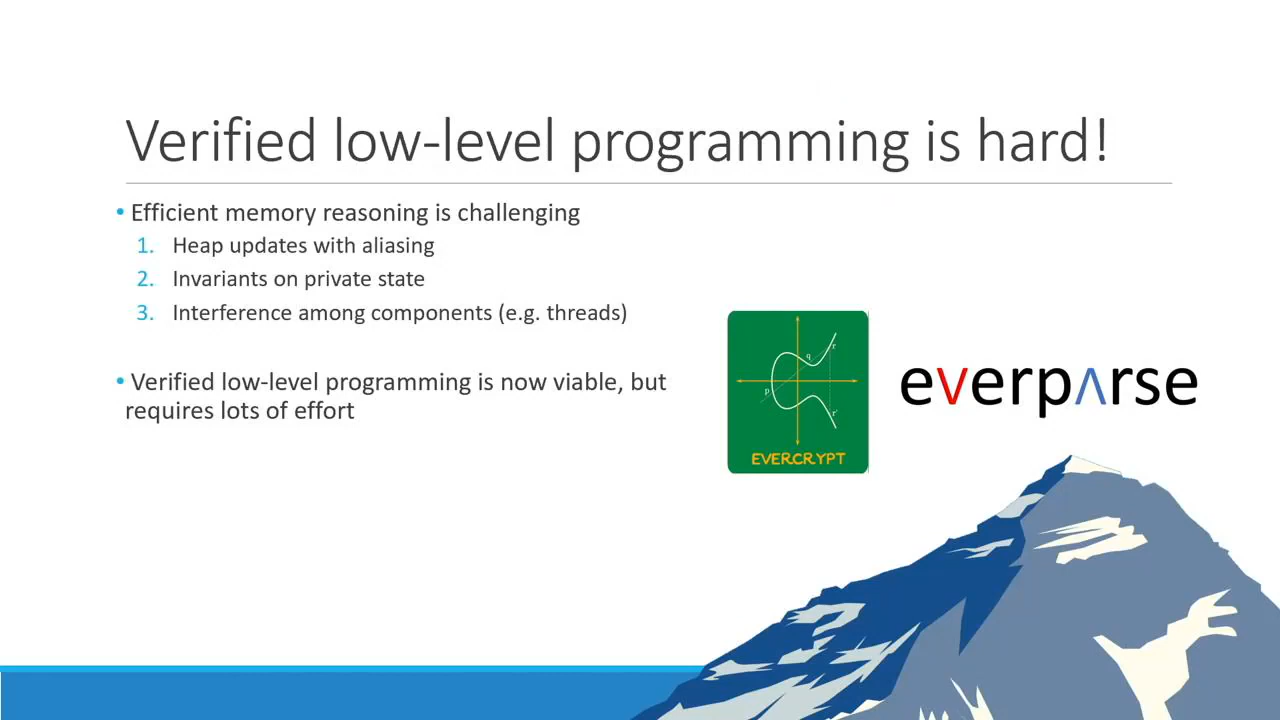 Verified low-level programming is hard!
• Efficient memory reasoning is challenging
1. Heap updates with aliasing
2. Invariants on private state
3. Interference among components (e.g. threads)
• Verified low-level programming is now viable, but
requires lots of effort
q
r
p
r'
EVERCRYPT
everpʌrse